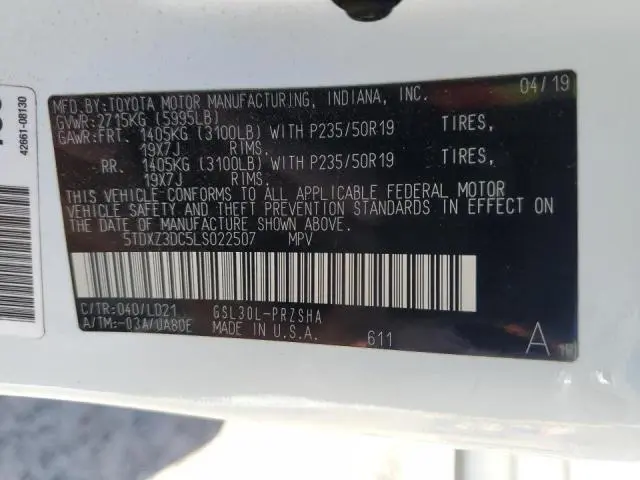 MFD.BY:TOYOTA MOTOR MANUFACTURING, INDIANA, INC. 04/19
GVWR:2715KG (5995LB)
GAWR:FRT. 1405KG (3100LB) WITH P235/50R19 TIRES,
19X7J RIMS.
RR. 1405KG (3100LB) WITH P235/50R19 TIRES,
19X7J RIMS.
THIS VEHICLE CONFORMS TO ALL APPLICABLE FEDERAL MOTOR
VEHICLE SAFETY AND THEFT PREVENTION STANDARDS IN EFFECT ON
THE DATE OF MANUFACTURE SHOWN ABOVE.
5TDXZ3DC5LS022507 MPV
C/TR:040/LD21 GSL30L-PRZSHA
A/TM:-03A/UA80E MADE IN U.S.A. 611 A
42661-08130